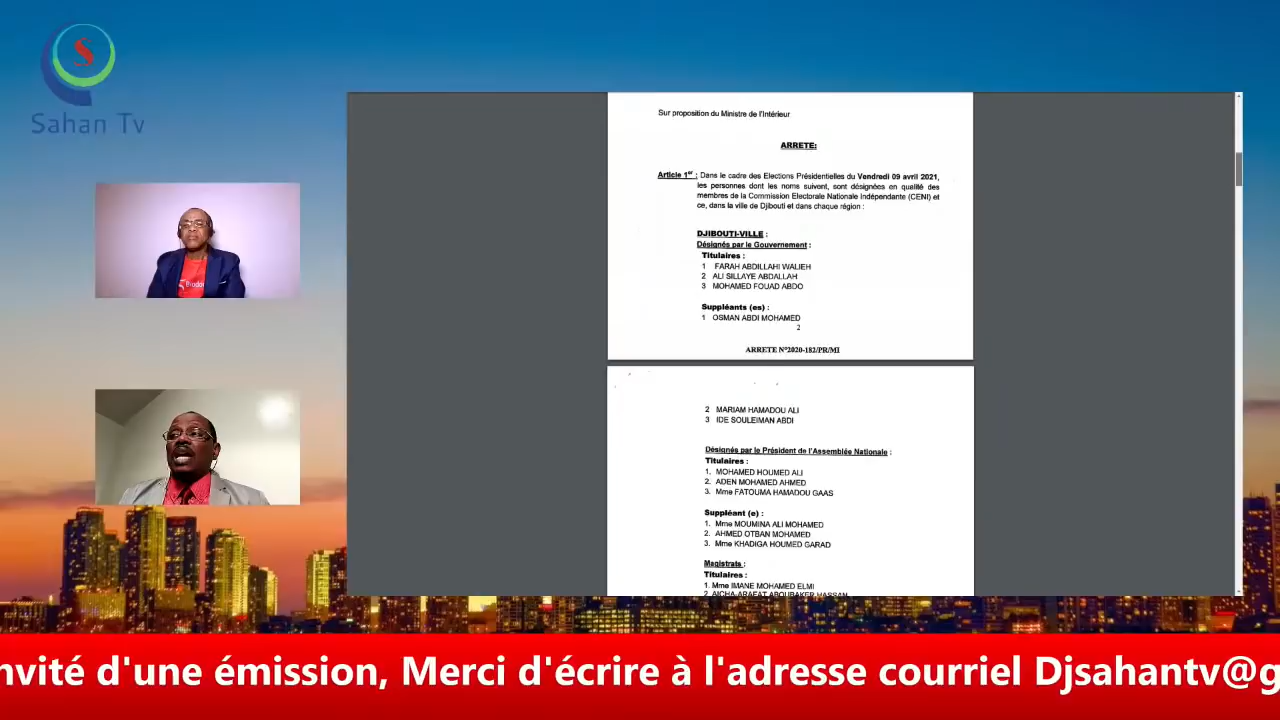 Sahan Tv
Sur proposition du Ministre de l'Intérieur
ARRETE:
Article 1er : Dans le cadre des Elections Présidentielles du Vendredi 09 avril 2021,
les personnes dont les noms suivent, sont désignées en qualité des
membres de la Commission Electorale Nationale Indépendante (CENI) et
ce, dans la ville de Djibouti et dans chaque région :
DJIBOUTI-VILLE :
Désignés par le Gouvernement :
Titulaires :
1 FARAH ABDILLAHI WALIEH
2 ALI SILLAYE ABDALLAH
3 MOHAMED FOUAD ABDO
Suppléants (es) :
1 OSMAN ABDI MOHAMED
2
ARRETE N°2020-182/PR/MI
2 MARIAM HAMADOU ALI
3 IDE SOULEIMAN ABDI
Désignés par le Président de l'Assemblée Nationale :
Titulaires :
1. MOHAMED HOUMED ALI
2. ADEN MOHAMED AHMED
3. Mme FATOUMA HAMADOU GAAS
Suppléant (e) :
1. Mme MOUMINA ALI MOHAMED
2. AHMED OTBAN MOHAMED
3. Mme KHADIGA HOUMED GARAD
Magistrats :
Titulaires :
1. Mme IMANE MOHAMED ELMI
2. AICHA-ARAFAT ABOUBAKER HASSAN
nvité d'une émission, Merci d'écrire à l'adresse courriel Djsahantv@g